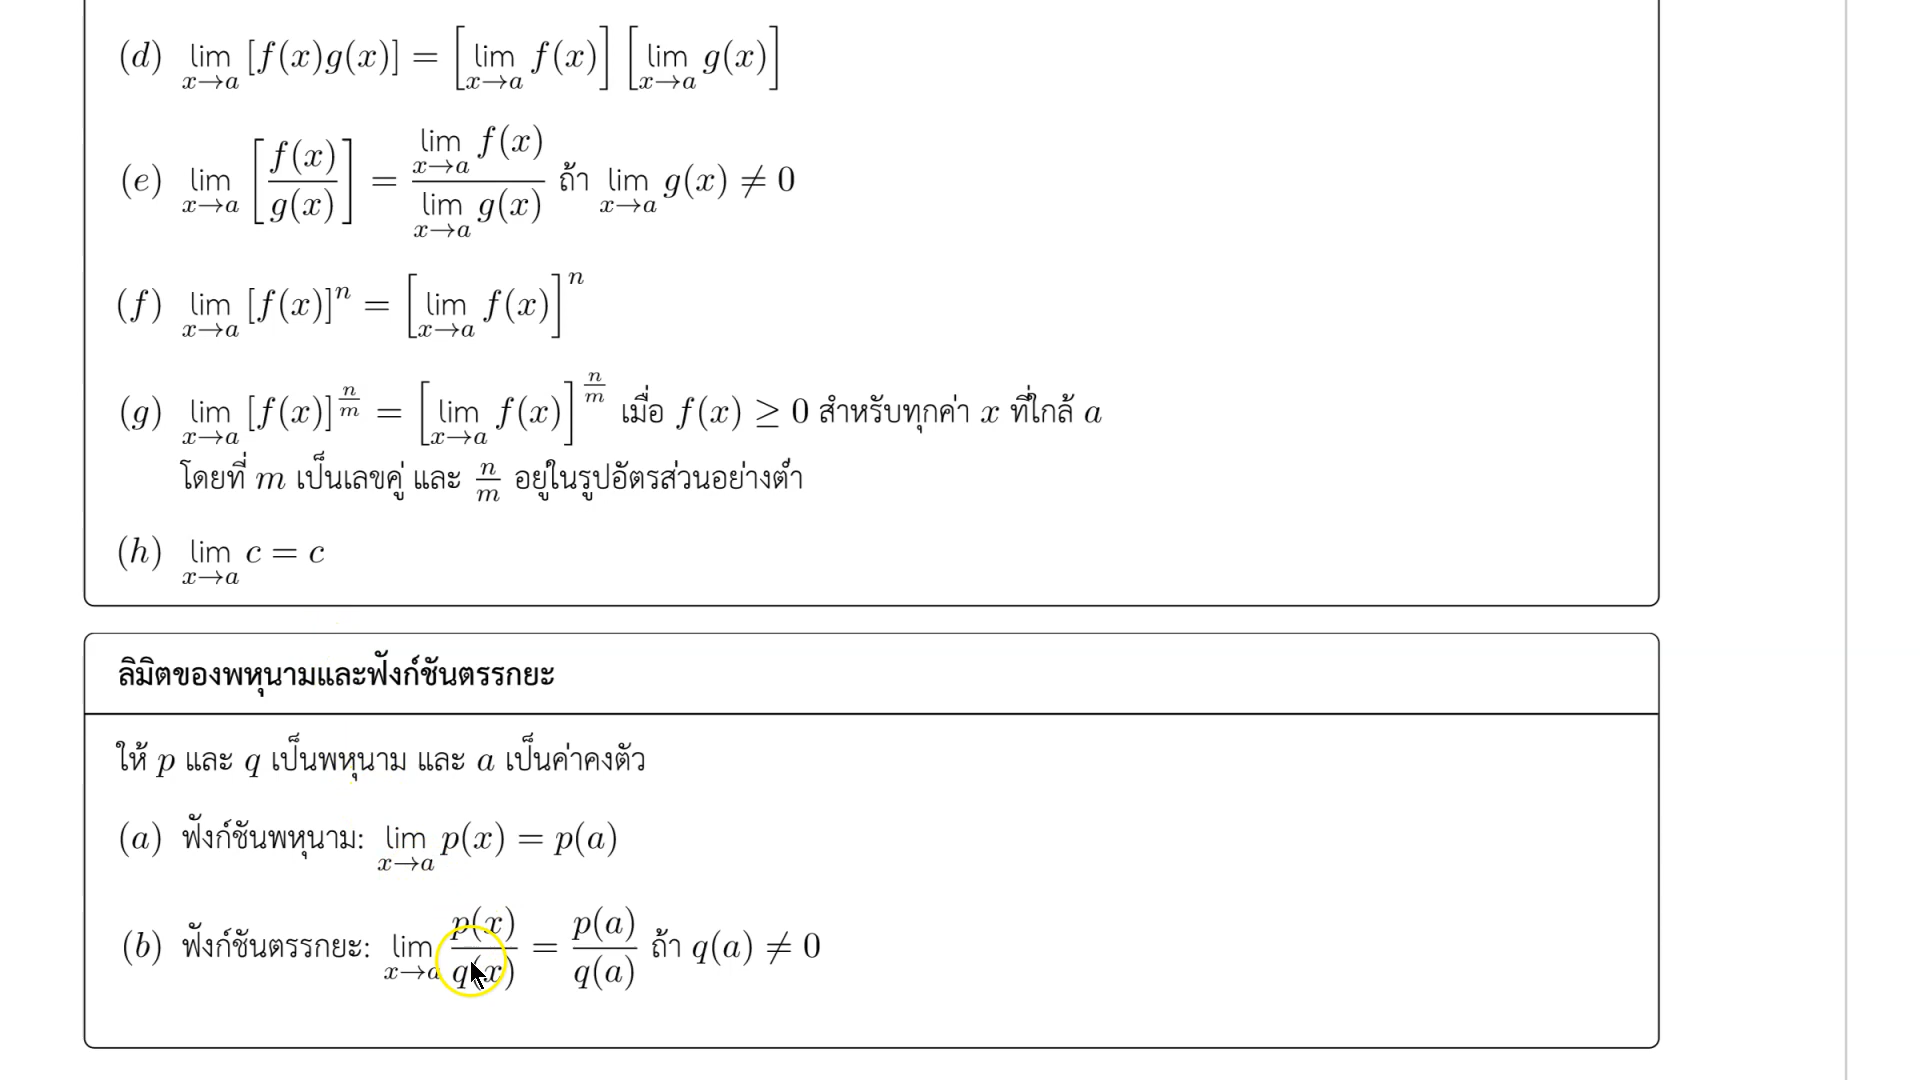 (d) lim_{x→a} [f(x)g(x)] = [lim_{x→a} f(x)] [lim_{x→a} g(x)]
(e) lim_{x→a} [f(x)/g(x)] = lim_{x→a} f(x) / lim_{x→a} g(x) ถ้า lim_{x→a} g(x) ≠ 0
(f) lim_{x→a} [f(x)]^n = [lim_{x→a} f(x)]^n
(g) lim_{x→a} [f(x)]^{n/m} = [lim_{x→a} f(x)]^{n/m} เมื่อ f(x) ≥ 0 สำหรับทุกค่า x ที่ใกล้ a
โดยที่ m เป็นเลขคู่ และ n/m อยู่ในรูปอัตรส่วนอย่างต่ำ
(h) lim_{x→a} c = c
ลิมิตของพหุนามและฟังก์ชันตรรกยะ
ให้ p และ q เป็นพหุนาม และ a เป็นค่าคงตัว
(a) ฟังก์ชันพหุนาม: lim_{x→a} p(x) = p(a)
(b) ฟังก์ชันตรรกยะ: lim_{x→a} p(x)/q(x) = p(a)/q(a) ถ้า q(a) ≠ 0